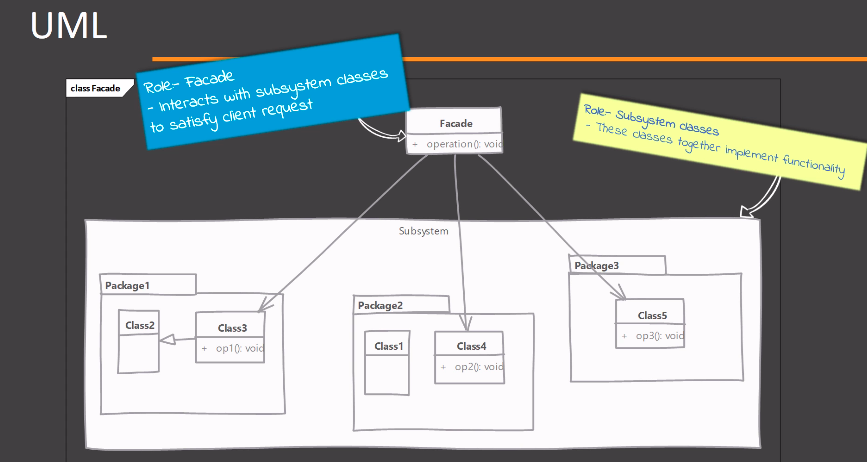 UML
class Facade
Role- Facade
- Interacts with subsystem classes
to satisfy client request
Facade
+ operation(): void
Role- Subsystem classes
- These classes together implement functionality
Subsystem
Package1
Class2
Class3
+ op1(): void
Package2
Class1
Class4
+ op2(): void
Package3
Class5
+ op3(): void